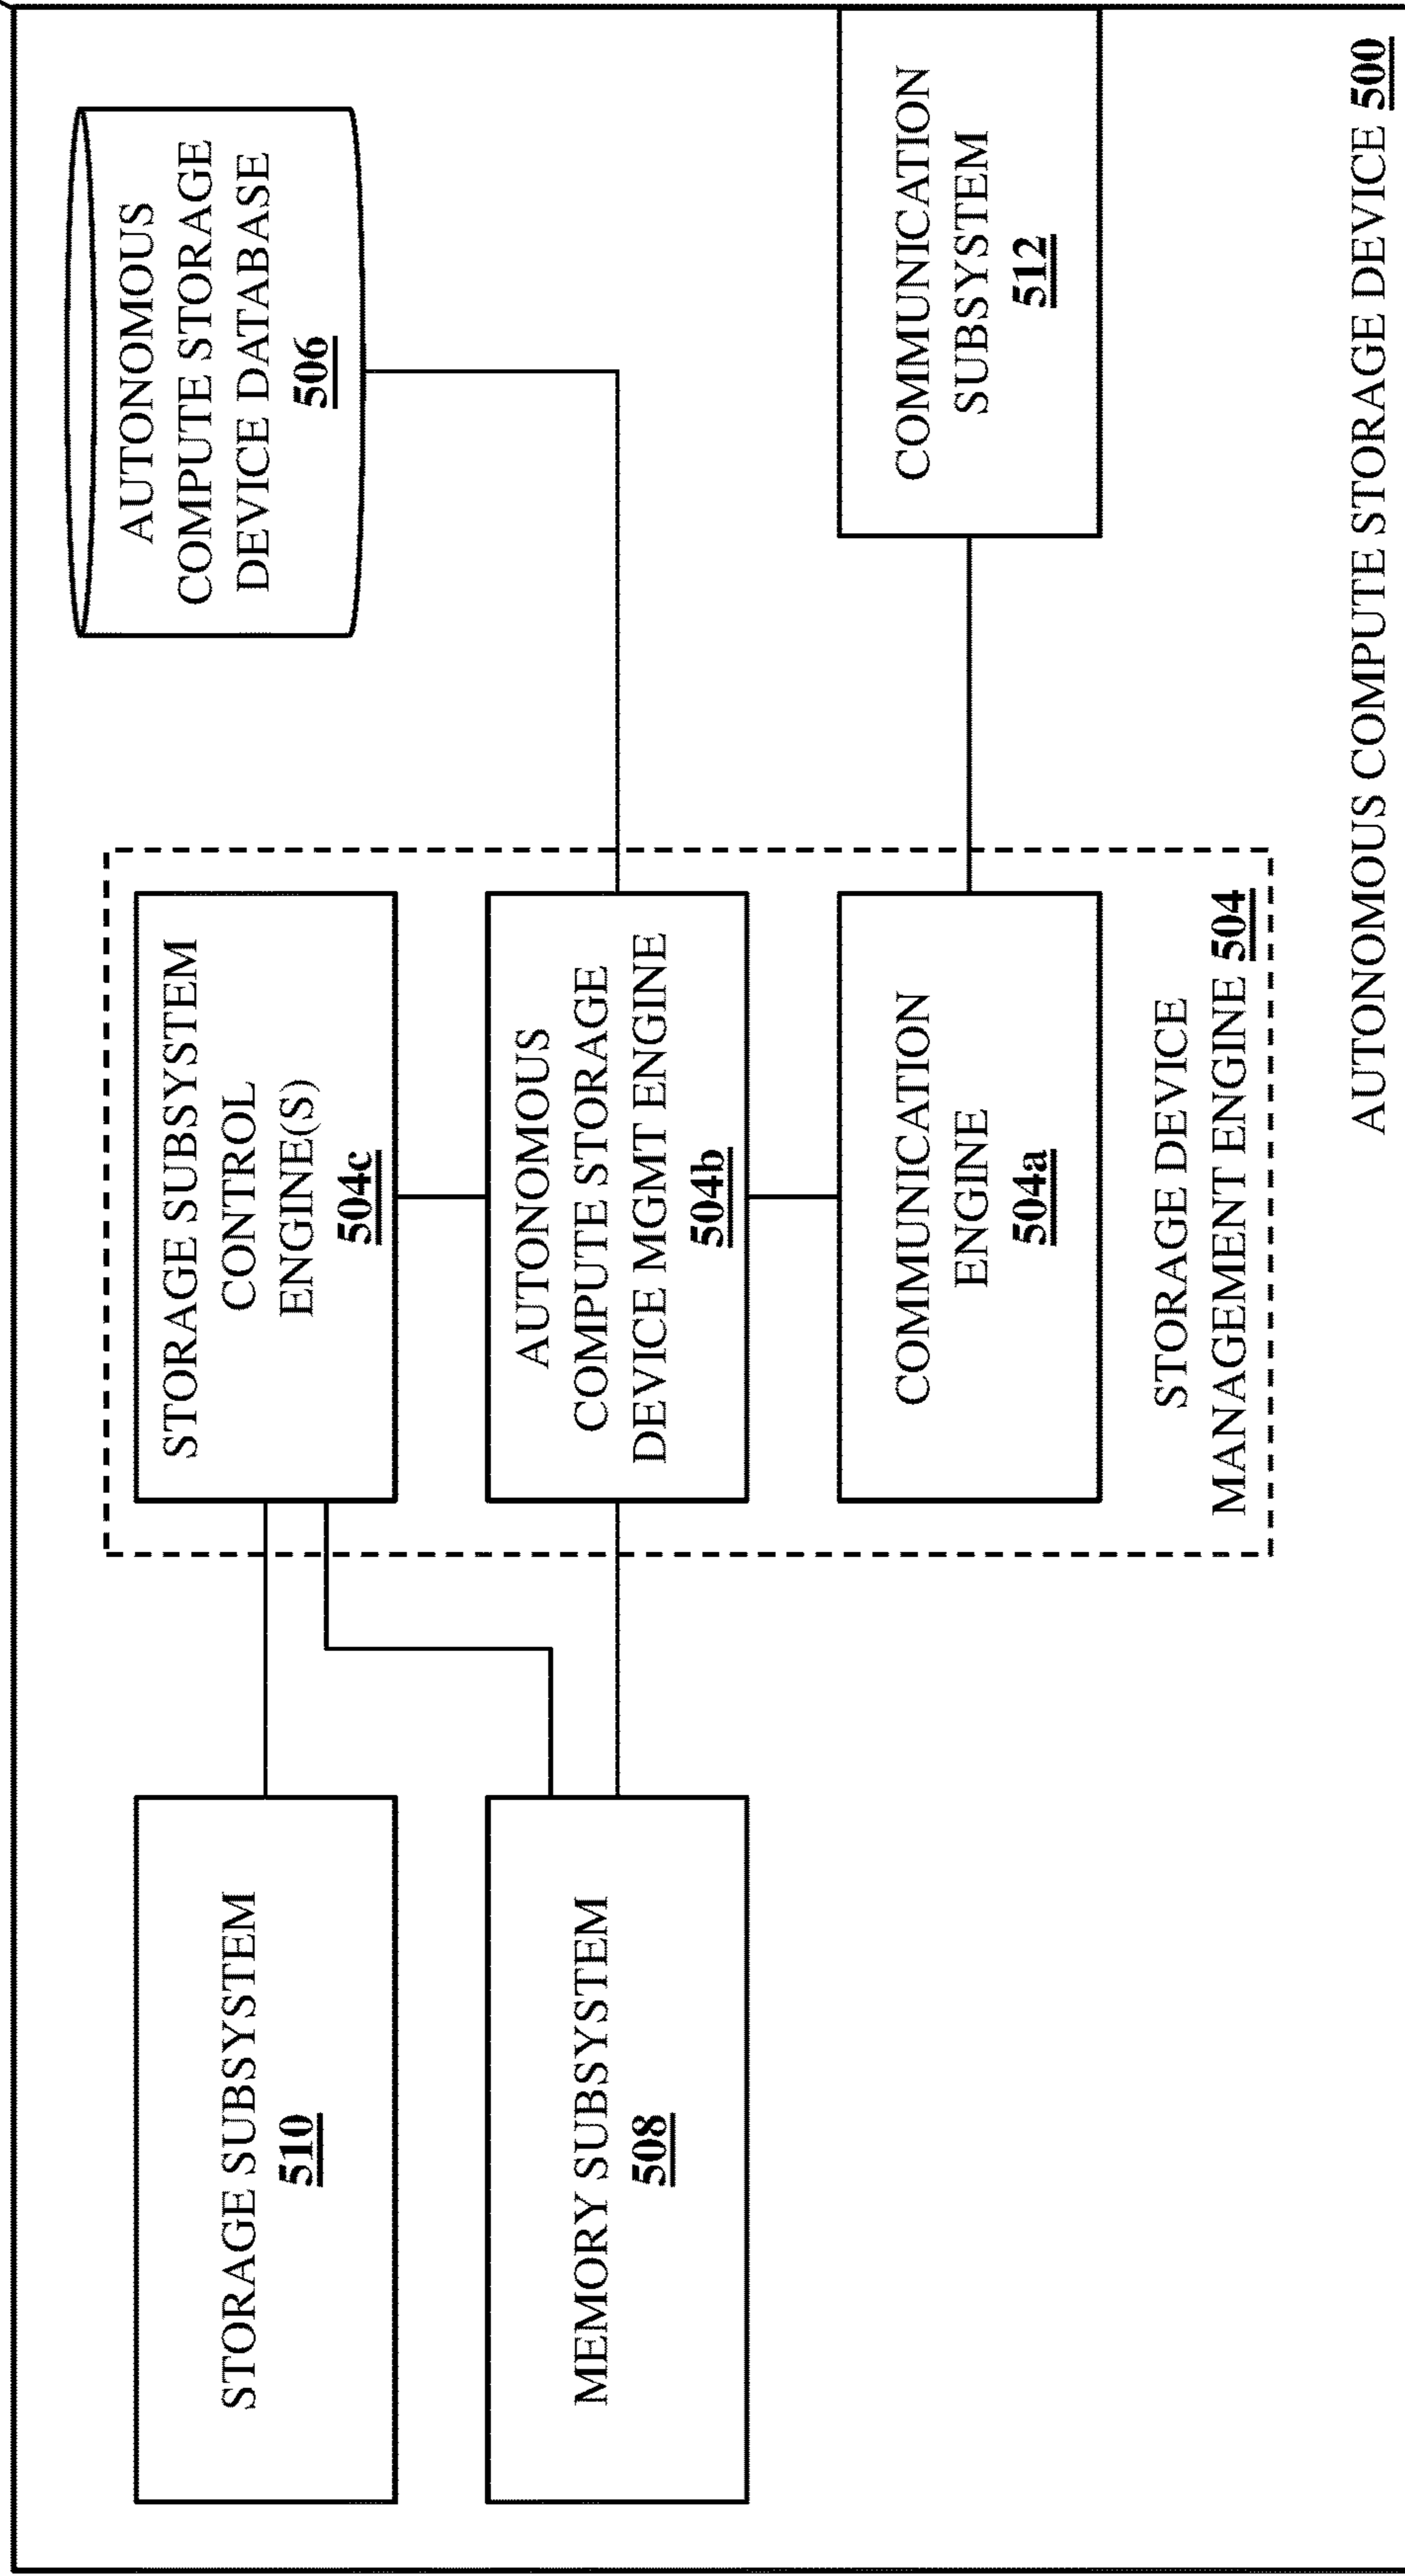 STORAGE SUBSYSTEM
510
MEMORY SUBSYSTEM
508
STORAGE SUBSYSTEM
CONTROL
ENGINE(S)
504c
AUTONOMOUS
COMPUTE STORAGE
DEVICE MGMT ENGINE
504b
COMMUNICATION
ENGINE
504a
STORAGE DEVICE
MANAGEMENT ENGINE 504
AUTONOMOUS
COMPUTE STORAGE
DEVICE DATABASE
506
COMMUNICATION
SUBSYSTEM
512
AUTONOMOUS COMPUTE STORAGE DEVICE 500